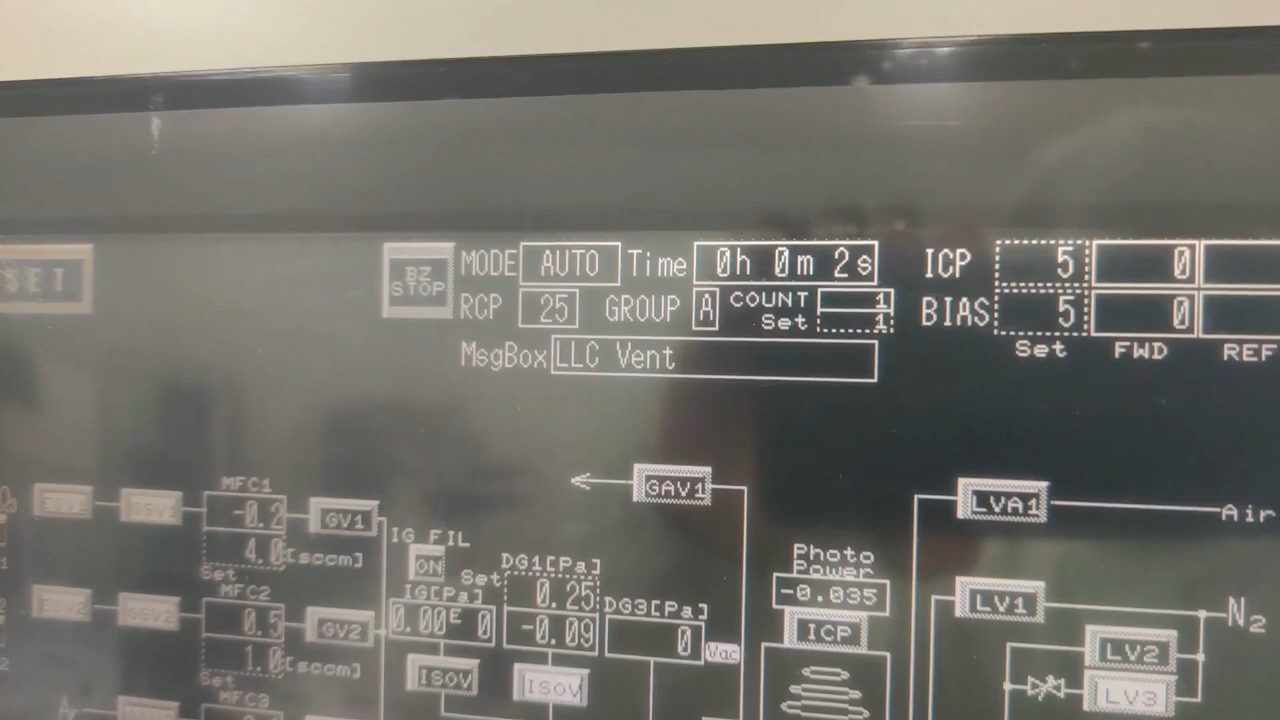 SET
BZ STOP
MODE AUTO Time 0h 0m 2s
RCP 25 GROUP A COUNT 1
Set 1
MsgBox LLC Vent
ICP 5 0
BIAS 5 0
Set FWD REF
MFC1
-0.2
GV1
4.0 [sccm]
Set
MFC2
0.5
GV2
1.0 [sccm]
Set
MFC3
IG FIL
ON
IG[Pa]
0.00E 0
ISOV
DG1[Pa]
Set 0.25
-0.09
ISOV
DG3[Pa]
0
Vac
GAV1
Photo
Power
-0.035
ICP
LVA1 Air
LV1 N2
LV2
LV3
Ar